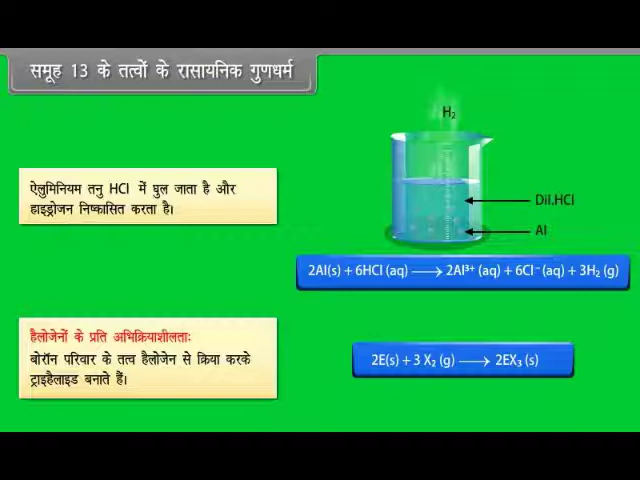 समूह 13 के तत्वों के रासायनिक गुणधर्म
H₂
ऐलुमिनियम तनु HCl में घुल जाता है और
हाइड्रोजन निष्कासित करता है।
Dil.HCl
Al
2Al(s) + 6HCl (aq) ⟶ 2Al³⁺ (aq) + 6Cl⁻ (aq) + 3H₂ (g)
हैलोजेनों के प्रति अभिक्रियाशीलताः
बोरॉन परिवार के तत्व हैलोजेन से क्रिया करके
ट्राइहैलाइड बनाते हैं।
2E(s) + 3 X₂ (g) ⟶ 2EX₃ (s)